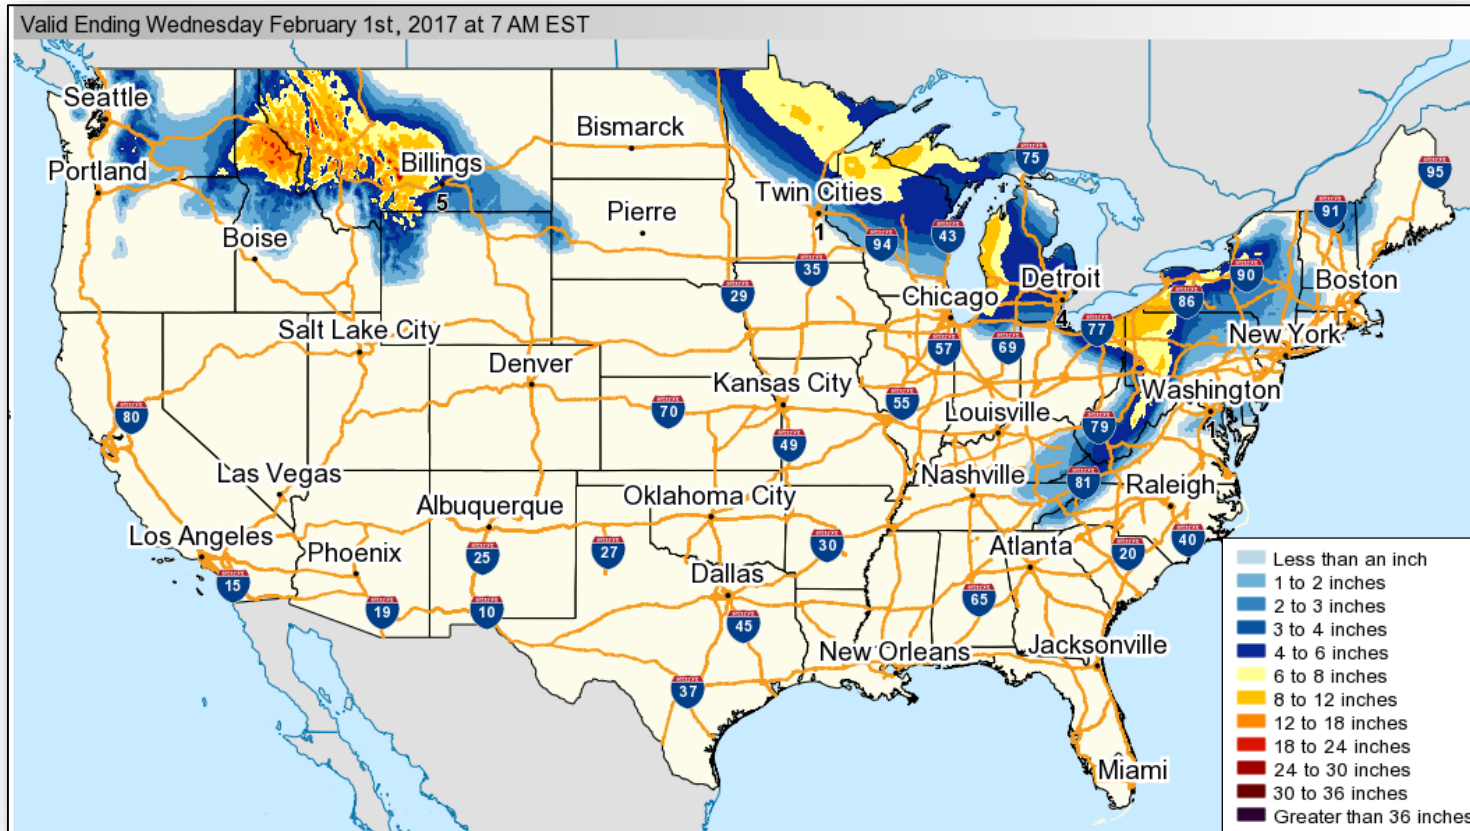 Valid Ending Wednesday February 1st, 2017 at 7 AM EST
Seattle
Portland
Billings
5
Bismarck
75
95
Twin Cities
1
Pierre
91
Boise
94
43
35
29
Detroit
4
90
86
Boston
Chicago
77
New York
Salt Lake City
57
69
Denver
Kansas City
Washington
1
80
70
55
Louisville
79
49
Las Vegas
Nashville
81
Raleigh
Albuquerque
Oklahoma City
Los Angeles
Phoenix
25
27
30
Atlanta
20
40
15
19
10
Dallas
65
45
New Orleans
Jacksonville
37
Miami
Less than an inch
1 to 2 inches
2 to 3 inches
3 to 4 inches
4 to 6 inches
6 to 8 inches
8 to 12 inches
12 to 18 inches
18 to 24 inches
24 to 30 inches
30 to 36 inches
Greater than 36 inches